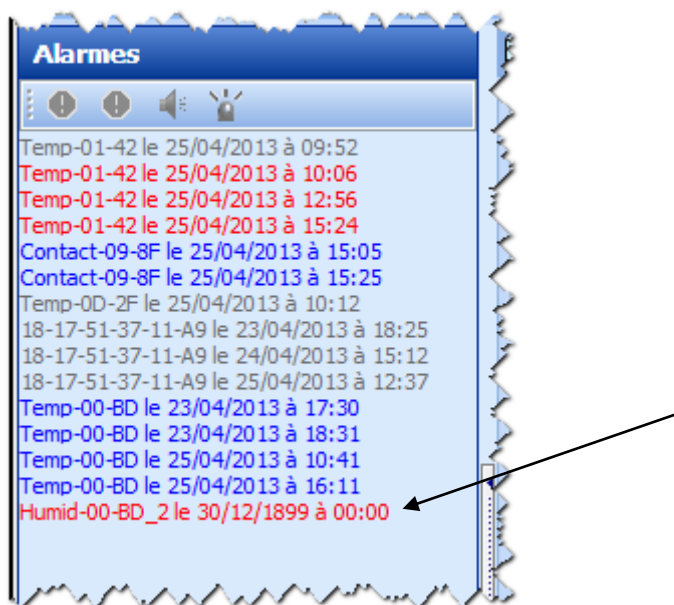 Alarmes
Temp-01-42 le 25/04/2013 à 09:52
Temp-01-42 le 25/04/2013 à 10:06
Temp-01-42 le 25/04/2013 à 12:56
Temp-01-42 le 25/04/2013 à 15:24
Contact-09-8F le 25/04/2013 à 15:05
Contact-09-8F le 25/04/2013 à 15:25
Temp-0D-2F le 25/04/2013 à 10:12
18-17-51-37-11-A9 le 23/04/2013 à 18:25
18-17-51-37-11-A9 le 24/04/2013 à 15:12
18-17-51-37-11-A9 le 25/04/2013 à 12:37
Temp-00-BD le 23/04/2013 à 17:30
Temp-00-BD le 23/04/2013 à 18:31
Temp-00-BD le 25/04/2013 à 10:41
Temp-00-BD le 25/04/2013 à 16:11
Humid-00-BD_2 le 30/12/1899 à 00:00